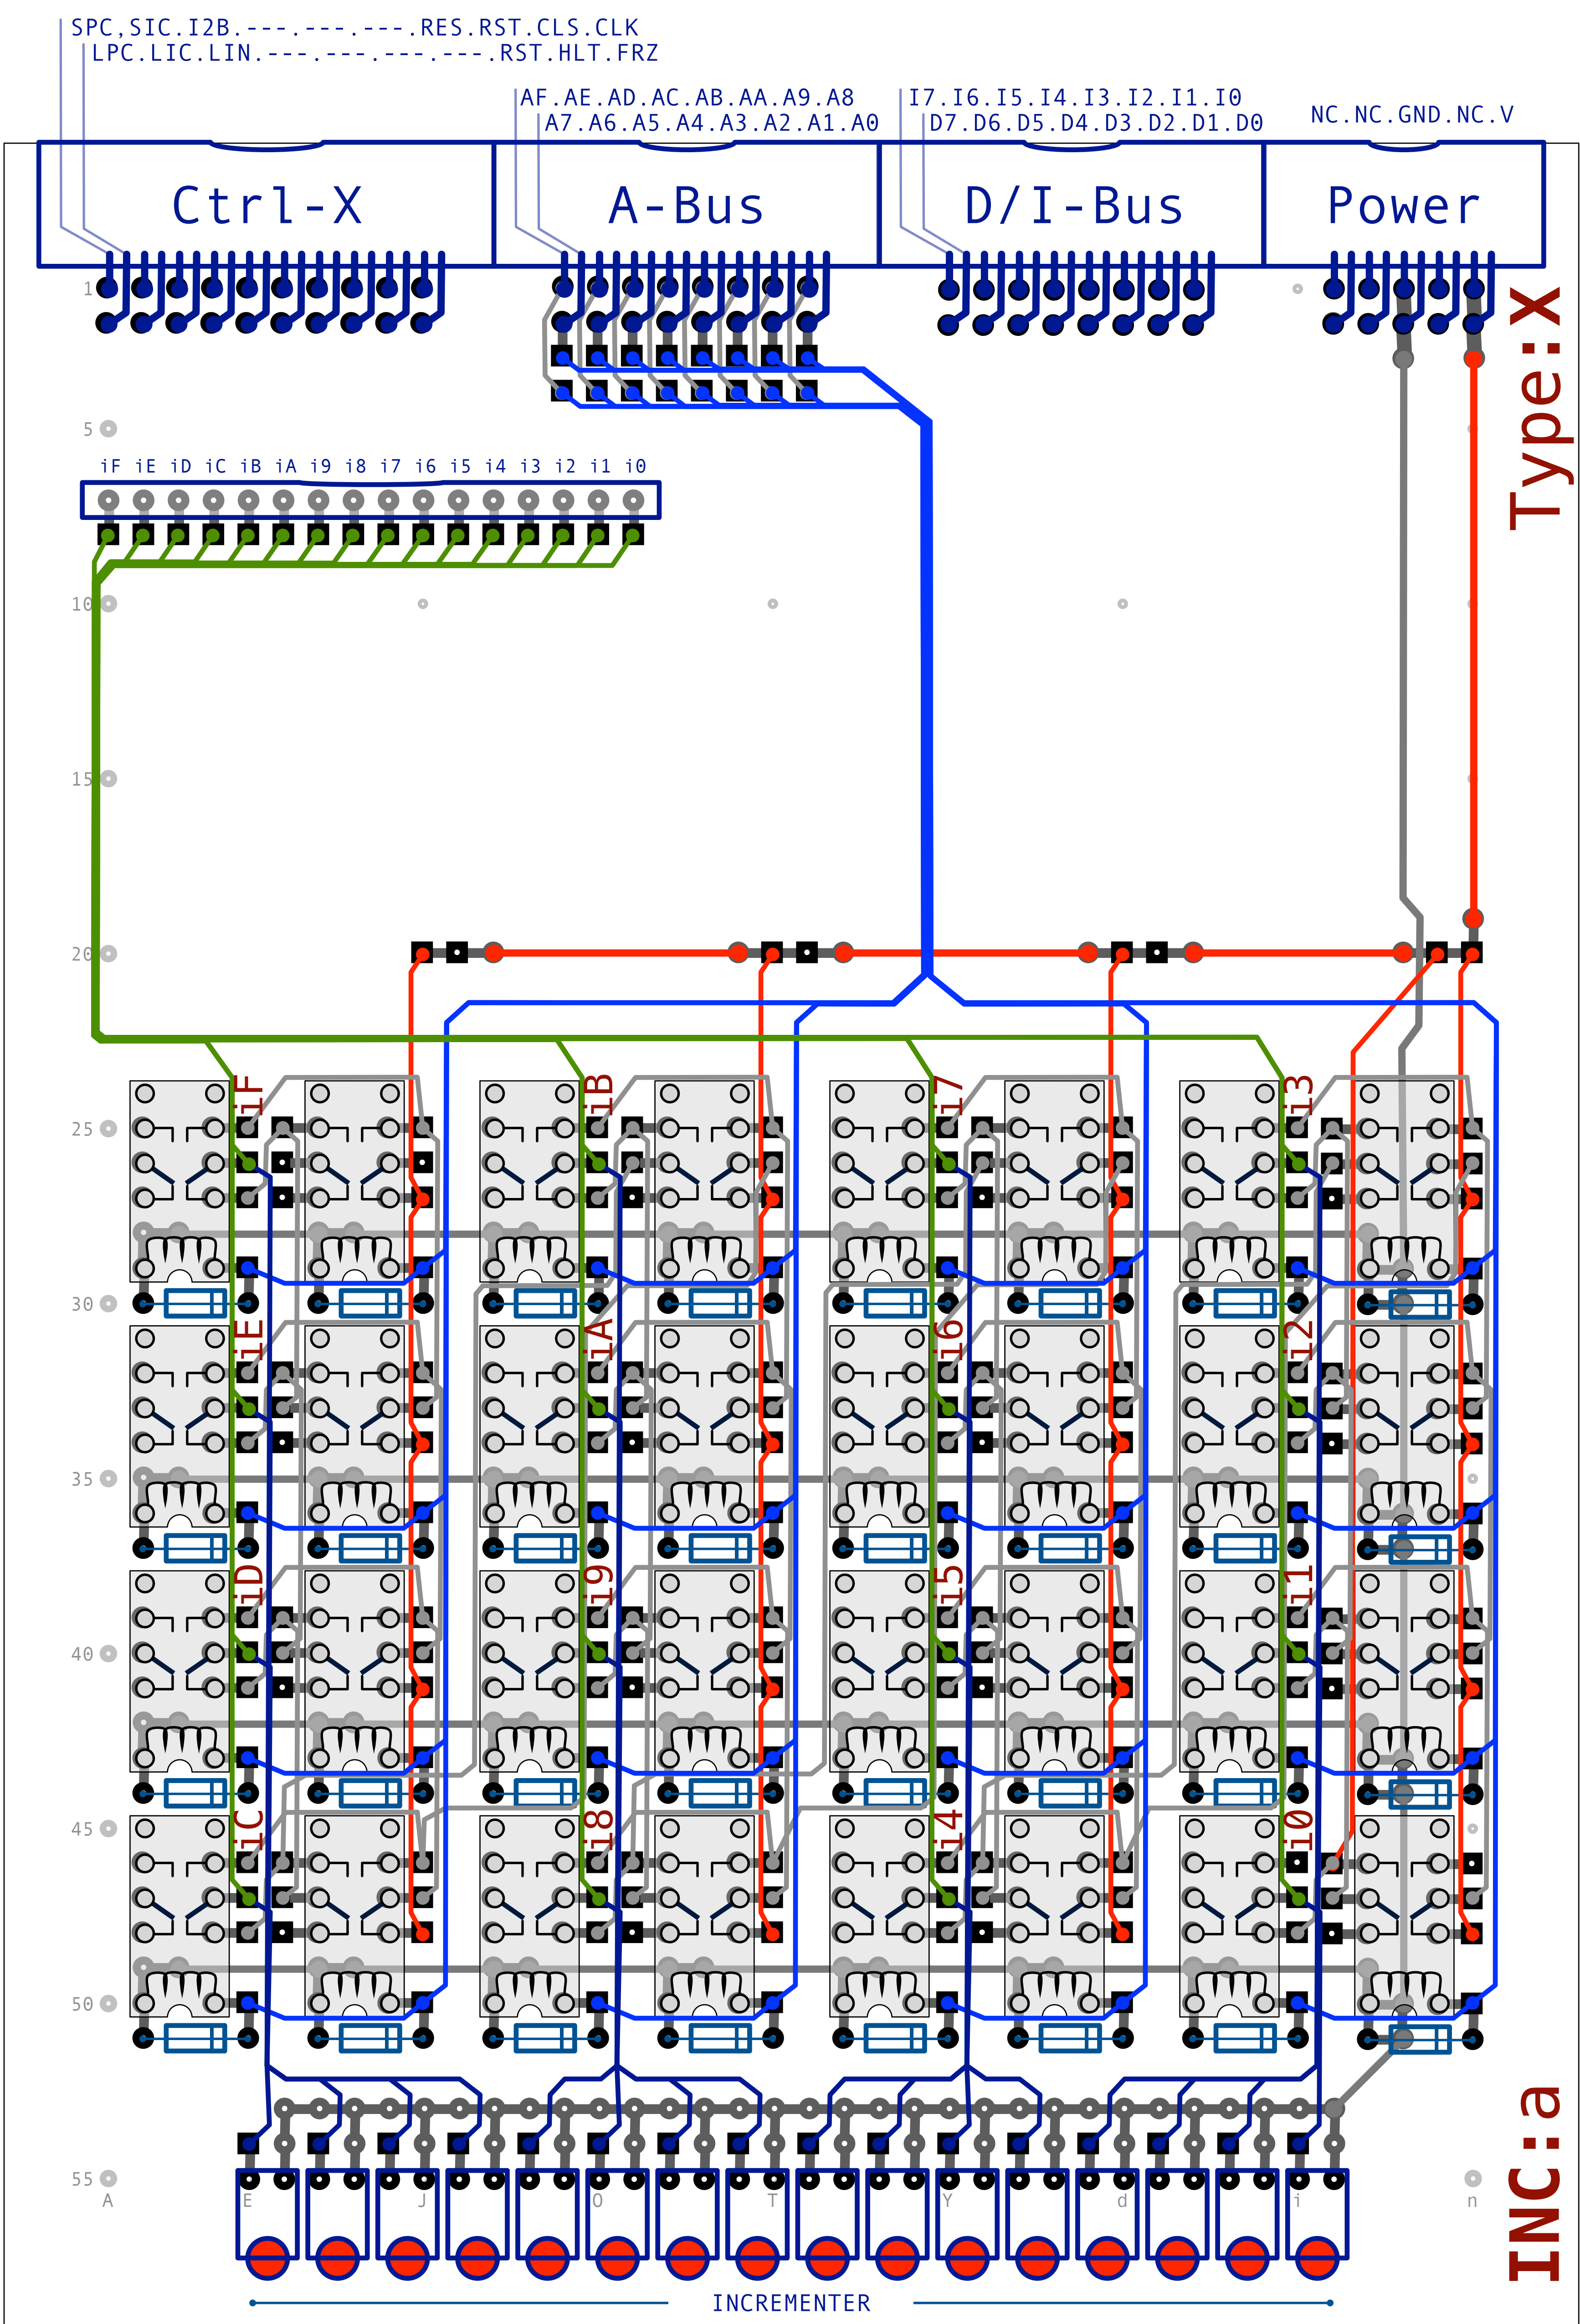 SPC,SIC.I2B.---.---.---.RES.RST.CLS.CLK
LPC.LIC.LIN.---.---.---.---.RST.HLT.FRZ
AF.AE.AD.AC.AB.AA.A9.A8
A7.A6.A5.A4.A3.A2.A1.A0
I7.I6.I5.I4.I3.I2.I1.I0
D7.D6.D5.D4.D3.D2.D1.D0
NC.NC.GND.NC.V
Ctrl-X
A-Bus
D/I-Bus
Power
1
Type:X
5
iF iE iD iC iB iA i9 i8 i7 i6 i5 i4 i3 i2 i1 i0
10
15
20
iF iB i7 i3
25
30
iE iA i6 i2
35
iD i9 i5 i1
40
iC i8 i4 i0
45
50
55
A E J O T Y d i n
INC:a
INCREMENTER